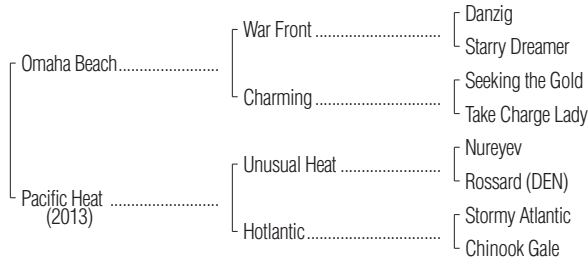 Danzig
War Front
Starry Dreamer
Omaha Beach
Seeking the Gold
Charming
Take Charge Lady
Nureyev
Unusual Heat
Rossard (DEN)
Pacific Heat
(2013)
Stormy Atlantic
Hotlantic
Chinook Gale